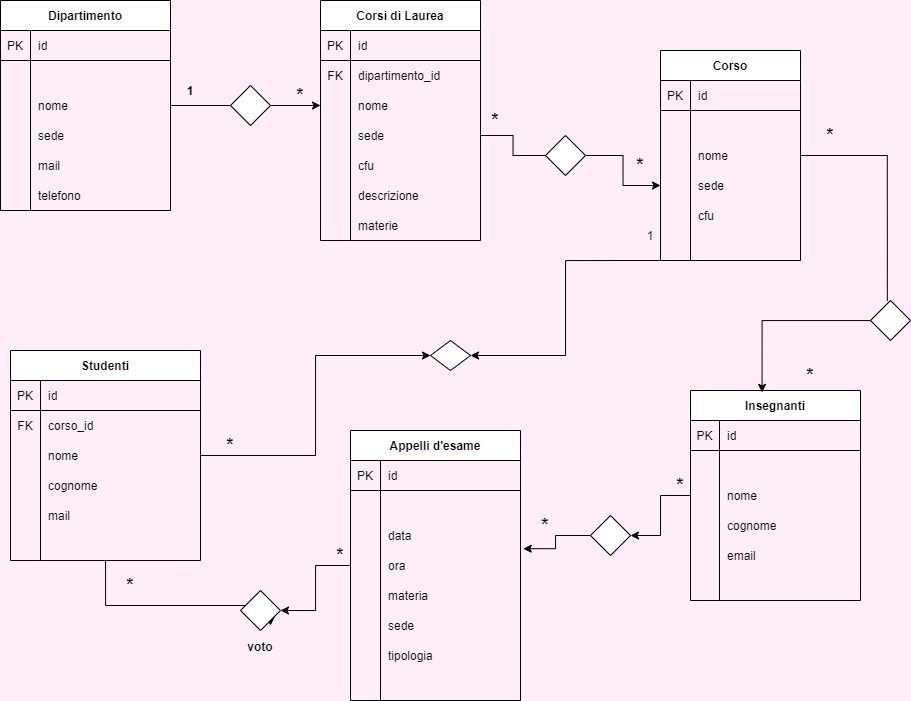 Dipartimento
PK id
nome
sede
mail
telefono
1
*
Corsi di Laurea
PK id
FK dipartimento_id
nome
sede
cfu
descrizione
materie
*
*
Corso
PK id
nome
sede
cfu
1
*
*
Studenti
PK id
FK corso_id
nome
cognome
mail
*
*
voto
Appelli d'esame
PK id
data
ora
materia
sede
tipologia
*
*
*
Insegnanti
PK id
nome
cognome
email